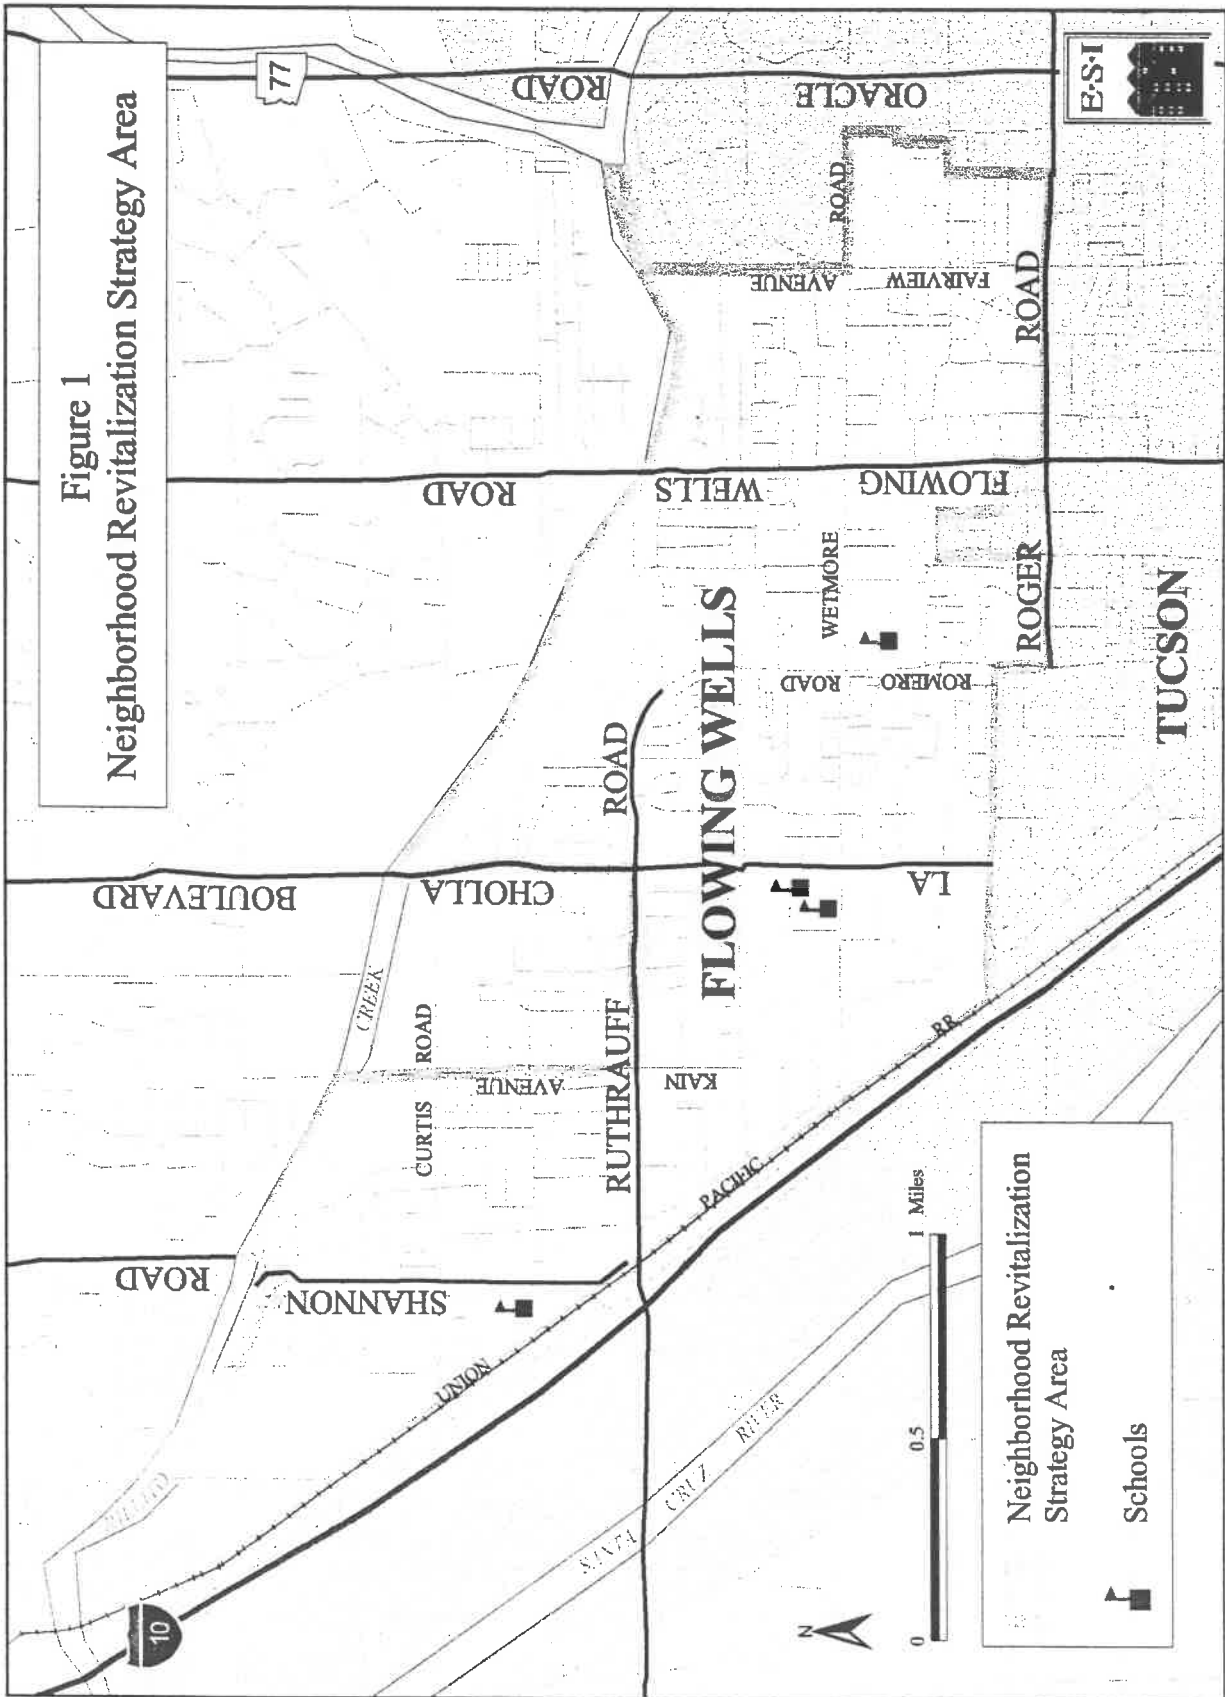 Figure 1
Neighborhood Revitalization Strategy Area
77
ROAD
ORACLE
ROAD
AVENUE
FAIRVIEW
ROAD
WELLS
FLOWING
ROAD
ROGER
WETMORE
ROMERO
ROAD
FLOWING WELLS
TUCSON
ROAD
RUTHRAUFF
BOULEVARD
CHOLLA
LA
CREEK
CURTIS
ROAD
AVENUE
KAIN
ROAD
SHANNON
UNION
PACIFIC
RR
SANTA
CRUZ
RIVER
10
N
0
0.5
1
Miles
Neighborhood Revitalization
Strategy Area
Schools
E·S·I